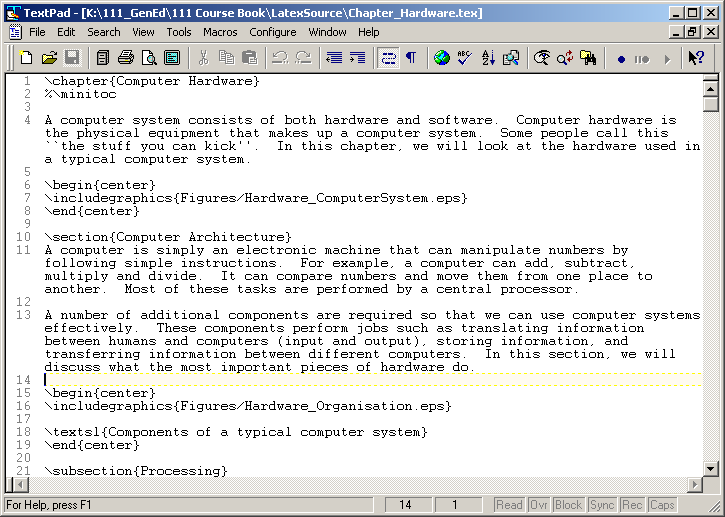 TextPad - [K:\111_GenEd\111 Course Book\LatexSource\Chapter_Hardware.tex]
File Edit Search View Tools Macros Configure Window Help
1 \chapter{Computer Hardware}
2 %\minitoc
3
4 A computer system consists of both hardware and software.  Computer hardware is
the physical equipment that makes up a computer system.  Some people call this
``the stuff you can kick''.  In this chapter, we will look at the hardware used in
a typical computer system.
5
6 \begin{center}
7 \includegraphics{Figures/Hardware_ComputerSystem.eps}
8 \end{center}
9
10 \section{Computer Architecture}
11 A computer is simply an electronic machine that can manipulate numbers by
following simple instructions.  For example, a computer can add, subtract,
multiply and divide.  It can compare numbers and move them from one place to
another.  Most of these tasks are performed by a central processor.
12
13 A number of additional components are required so that we can use computer systems
effectively.  These components perform jobs such as translating information
between humans and computers (input and output), storing information, and
transferring information between different computers.  In this section, we will
discuss what the most important pieces of hardware do.
14
15 \begin{center}
16 \includegraphics{Figures/Hardware_Organisation.eps}
17
18 \textsl{Components of a typical computer system}
19 \end{center}
20
21 \subsection{Processing}
For Help, press F1 14 1 Read Ovr Block Sync Rec Caps